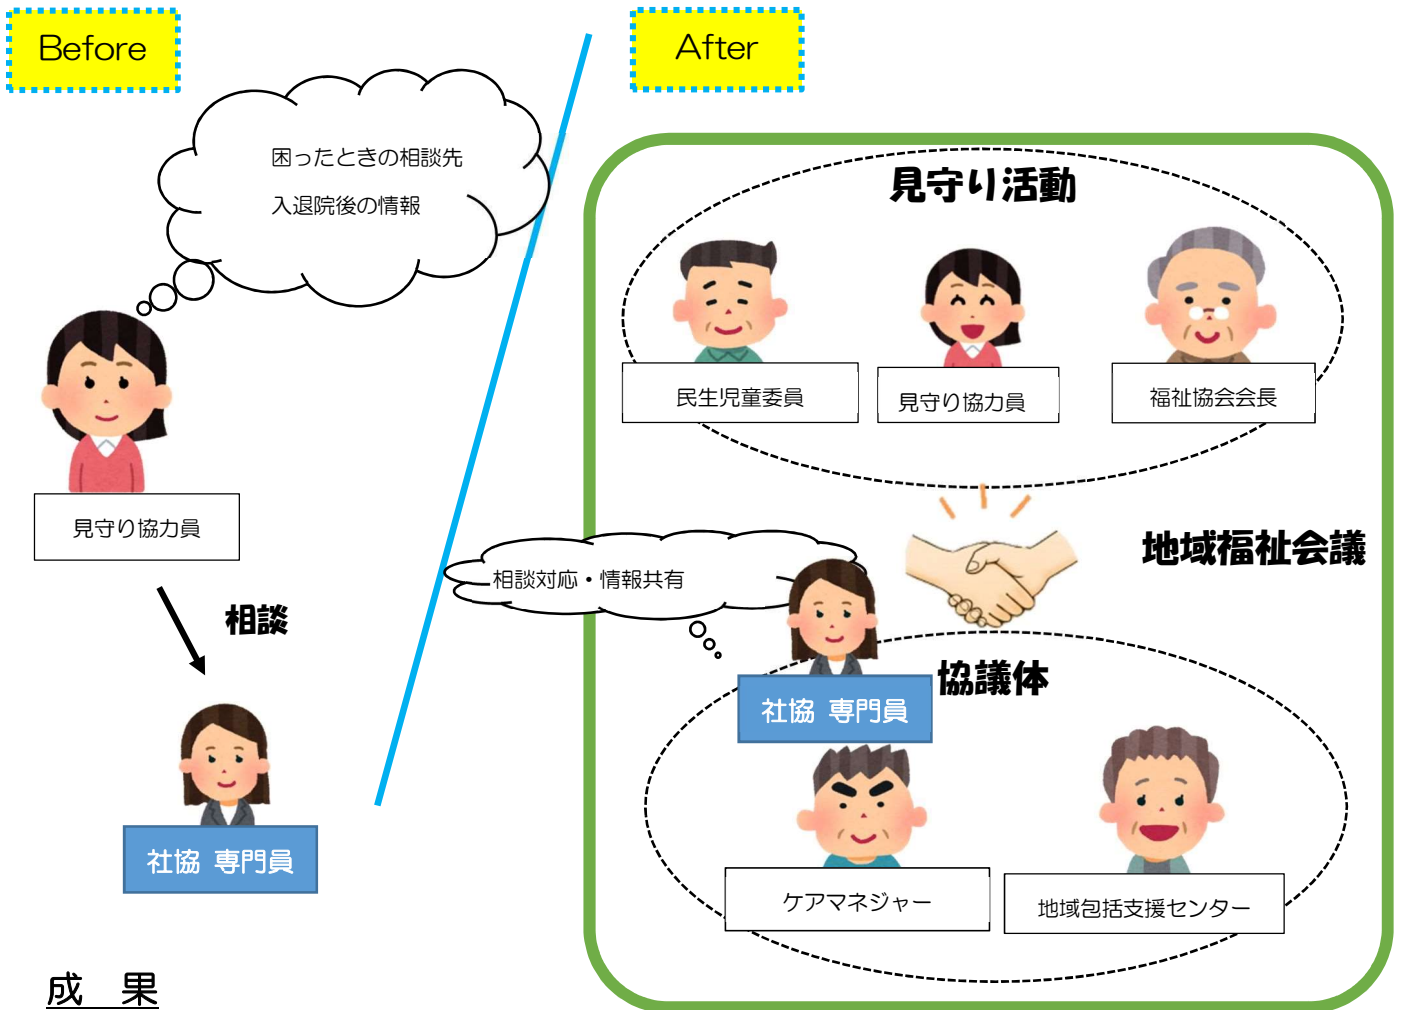 Before
困ったときの相談先
入退院後の情報
見守り協力員
相談
社協 専門員
After
見守り活動
民生児童委員
見守り協力員
福祉協会会長
地域福祉会議
相談対応・情報共有
協議体
社協 専門員
ケアマネジャー
地域包括支援センター
成　果